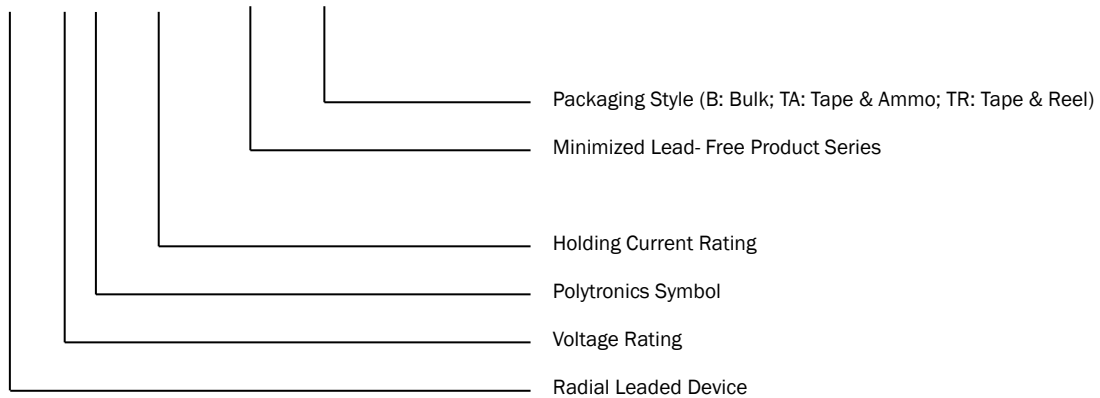 Packaging Style (B: Bulk; TA: Tape & Ammo; TR: Tape & Reel)
Minimized Lead- Free Product Series
Holding Current Rating
Polytronics Symbol
Voltage Rating
Radial Leaded Device